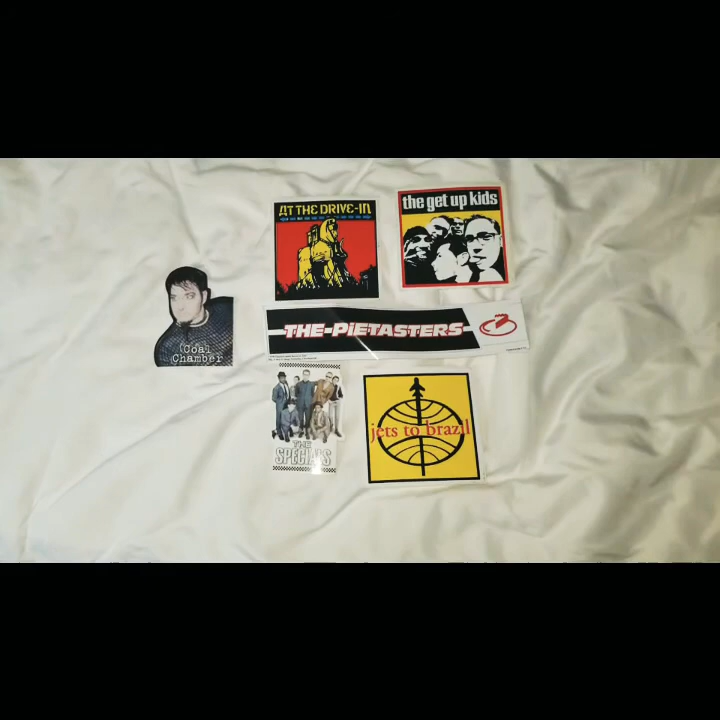 AT THE DRIVE-IN
the get up kids
THE PIETASTERS
Coal
Chamber
THE
SPECIALS
jets to brazil